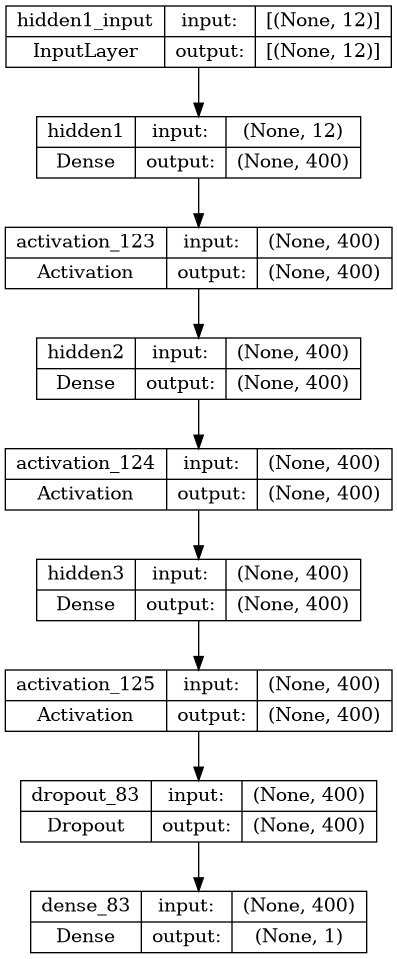 hidden1_input input: [(None, 12)]
InputLayer output: [(None, 12)]
hidden1 input: (None, 12)
Dense output: (None, 400)
activation_123 input: (None, 400)
Activation output: (None, 400)
hidden2 input: (None, 400)
Dense output: (None, 400)
activation_124 input: (None, 400)
Activation output: (None, 400)
hidden3 input: (None, 400)
Dense output: (None, 400)
activation_125 input: (None, 400)
Activation output: (None, 400)
dropout_83 input: (None, 400)
Dropout output: (None, 400)
dense_83 input: (None, 400)
Dense output: (None, 1)